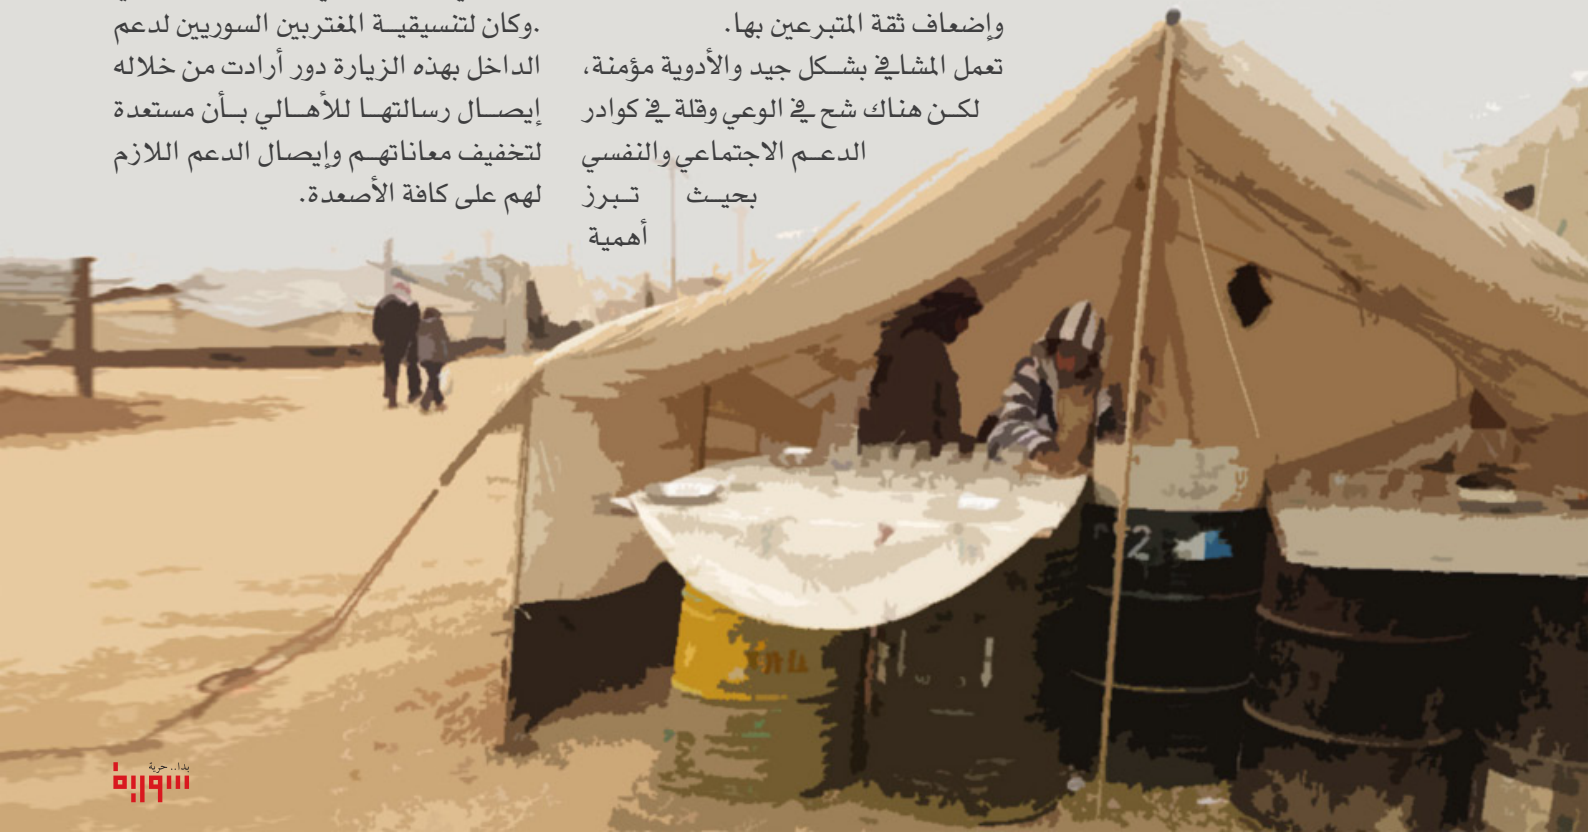 وإضعاف ثقة المتبرعين بها.
تعمل المشافي بشكل جيد والأدوية مؤمنة،
لكن هناك شح في الوعي وقلة في كوادر
الدعم الاجتماعي والنفسي
بحيث تبرز
أهمية
.وكان لتنسيقية المغتربين السوريين لدعم
الداخل بهذه الزيارة دور أرادت من خلاله
إيصال رسالتها للأهالي بأن مستعدة
لتخفيف معاناتهم وإيصال الدعم اللازم
لهم على كافة الأصعدة.
2
بدا.. حرية
سورية